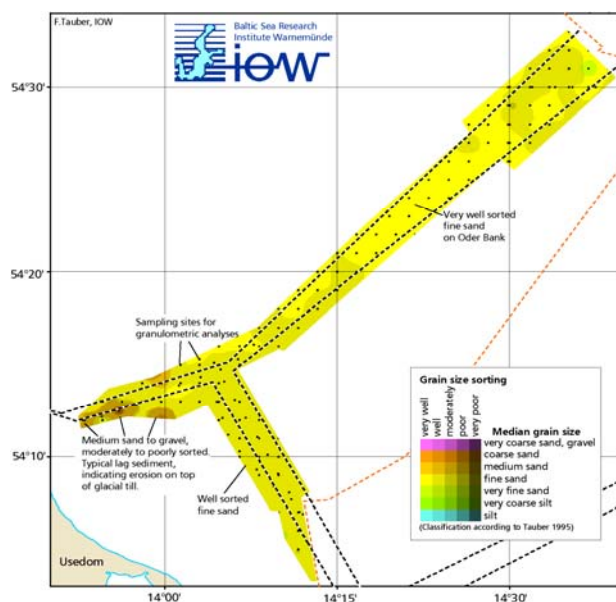 F.Tauber, IOW
Baltic Sea Research
Institute Warnemünde
iow
54°30'
54°20'
54°10'
14°00
14°15'
14°30'
Very well sorted
fine sand
on Oder Bank
Sampling sites for
granulometric analyses
Medium sand to gravel,
moderately to poorly sorted.
Typical lag sediment,
indicating erosion on top
of glacial till.
Well sorted
fine sand
Usedom
Grain size sorting
very well
well
moderately
poor
very poor
Median grain size
very coarse sand, gravel
coarse sand
medium sand
fine sand
very fine sand
very coarse silt
silt
(Classification according to Tauber 1995)